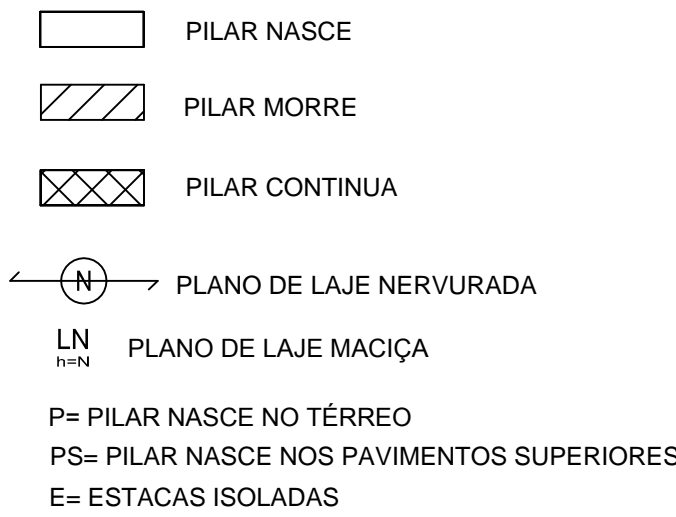 PILAR NASCE
PILAR MORRE
PILAR CONTINUA
N PLANO DE LAJE NERVURADA
LN
h=N
PLANO DE LAJE MACIÇA
P= PILAR NASCE NO TÉRREO
PS= PILAR NASCE NOS PAVIMENTOS SUPERIORES
E= ESTACAS ISOLADAS